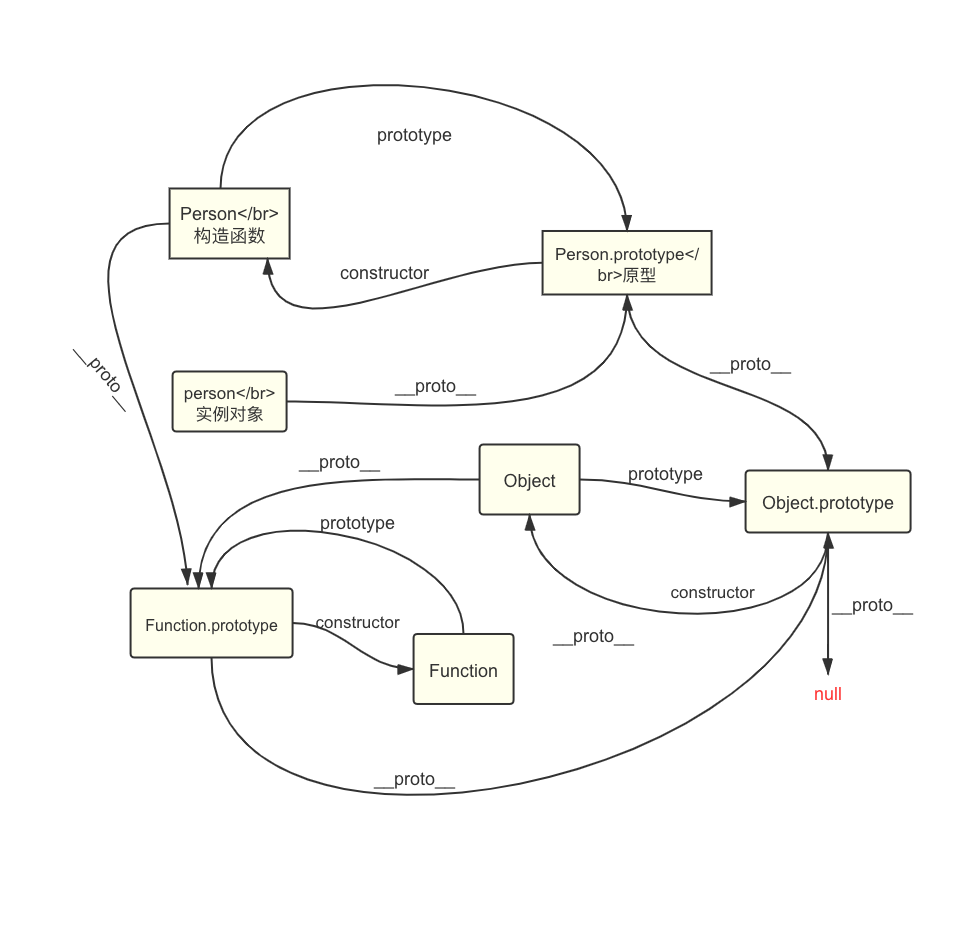 prototype
Person</br>
构造函数
Person.prototype</
br>原型
constructor
__proto__
__proto__
person</br>
实例对象
__proto__
__proto__
Object
prototype
Object.prototype
prototype
constructor
__proto__
Function.prototype
constructor
__proto__
Function
null
__proto__